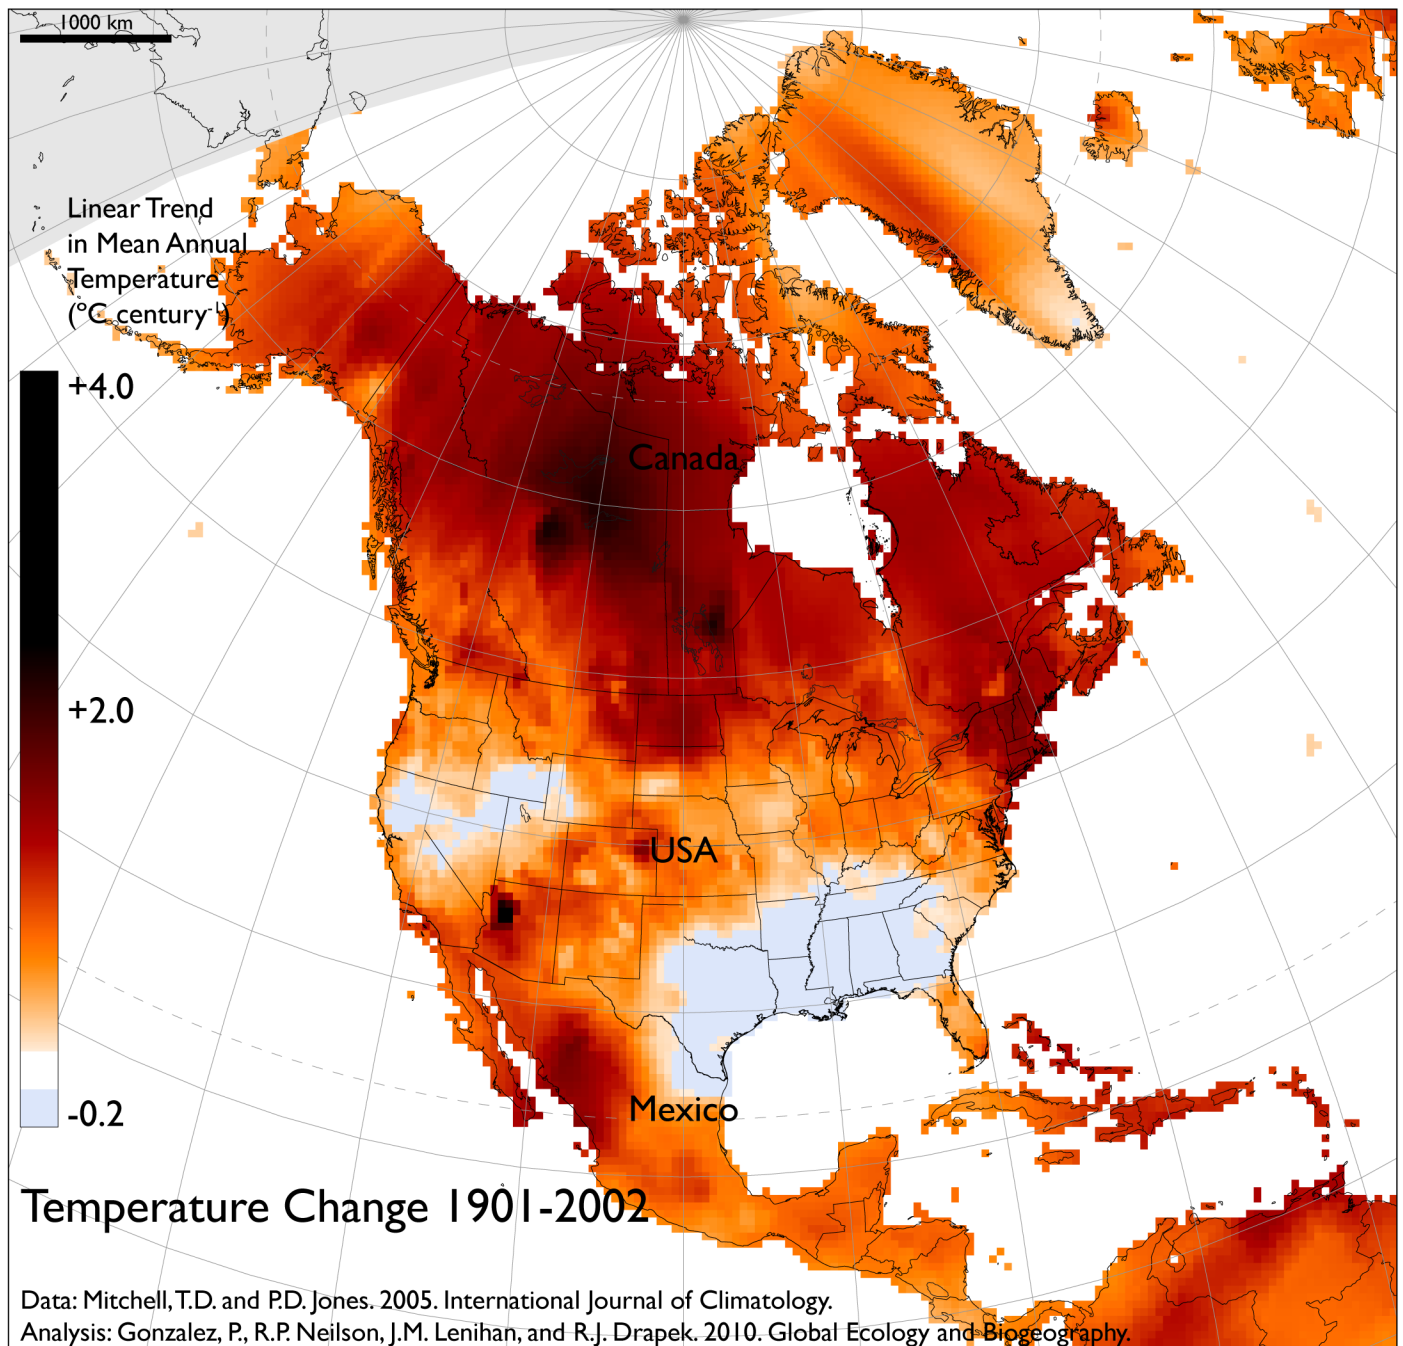 1000 km
Linear Trend
in Mean Annual
Temperature
(°C century⁻¹)
+4.0
+2.0
-0.2
Canada
USA
Mexico
Temperature Change 1901-2002
Data: Mitchell, T.D. and P.D. Jones. 2005. International Journal of Climatology.
Analysis: Gonzalez, P., R.P. Neilson, J.M. Lenihan, and R.J. Drapek. 2010. Global Ecology and Biogeography.